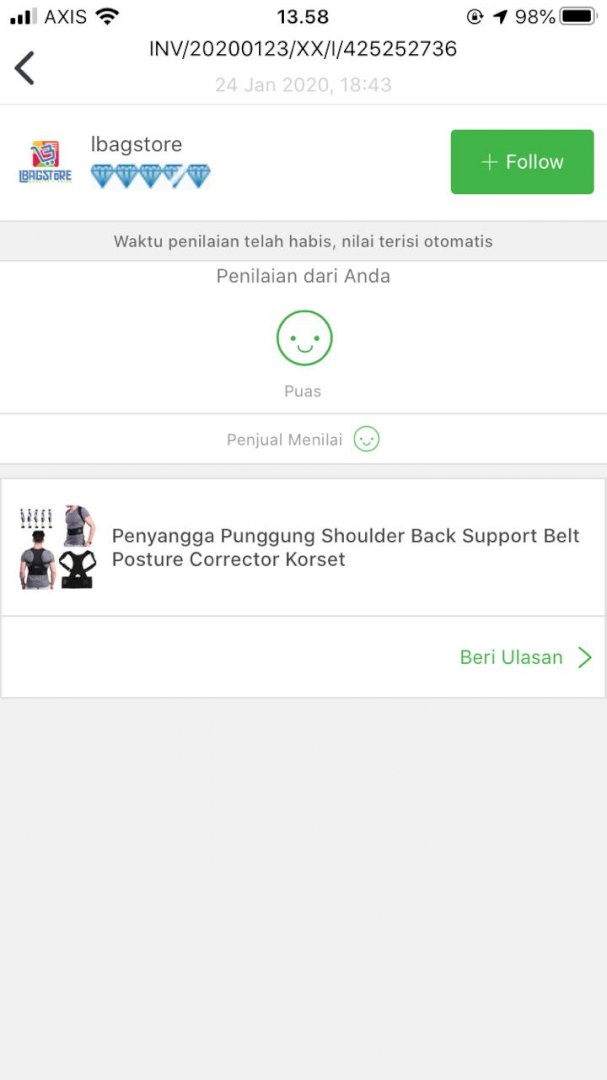 AXIS 13.58 98%
INV/20200123/XX/I/425252736
24 Jan 2020, 18:43
lbagstore
LBAGSTORE
+ Follow
Waktu penilaian telah habis, nilai terisi otomatis
Penilaian dari Anda
Puas
Penjual Menilai
Penyangga Punggung Shoulder Back Support Belt
Posture Corrector Korset
Beri Ulasan